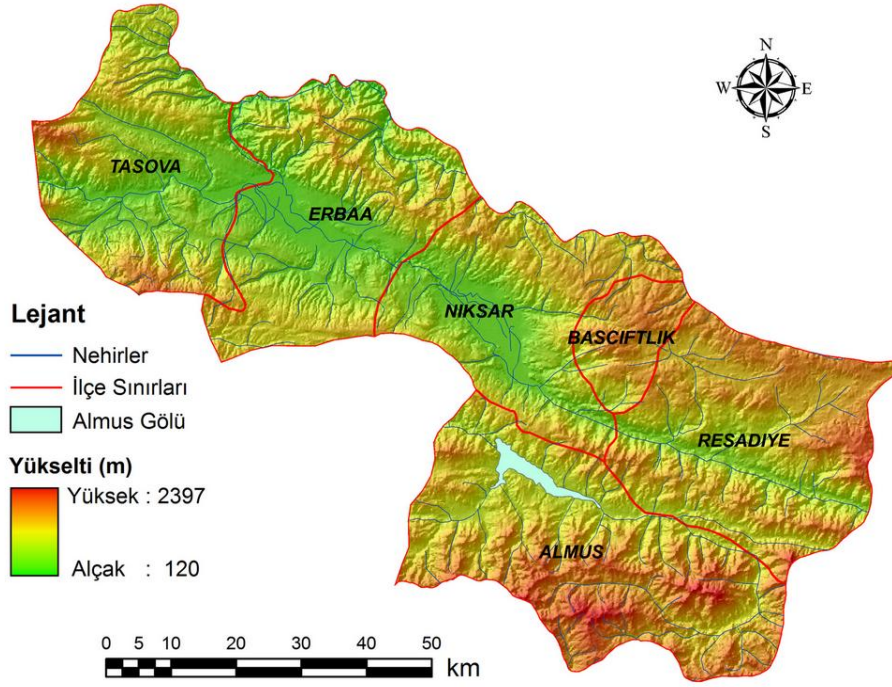 N
W E
S
TASOVA
ERBAA
NIKSAR
BASCIFTLIK
RESADIYE
ALMUS
Lejant
Nehirler
İlçe Sınırları
Almus Gölü
Yükselti (m)
Yüksek : 2397
Alçak : 120
0 5 10 20 30 40 50
km